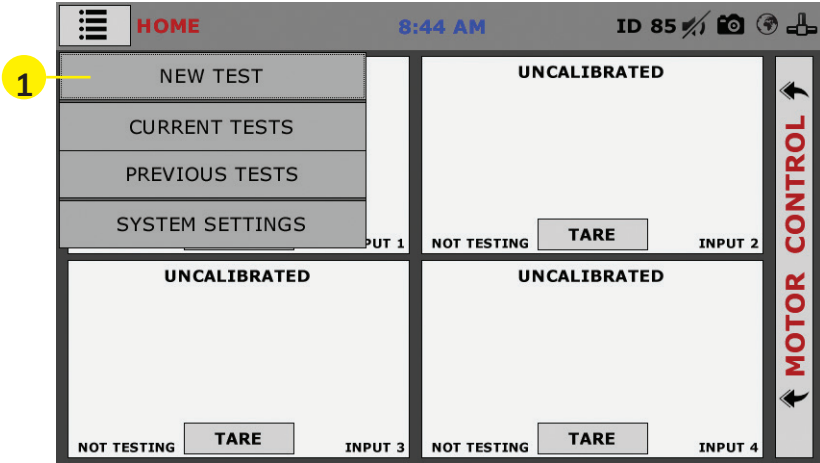 HOME 8:44 AM ID 85
1 NEW TEST
CURRENT TESTS
PREVIOUS TESTS
SYSTEM SETTINGS
PUT 1
UNCALIBRATED
NOT TESTING TARE INPUT 2
UNCALIBRATED
NOT TESTING TARE INPUT 3
UNCALIBRATED
NOT TESTING TARE INPUT 4
MOTOR CONTROL